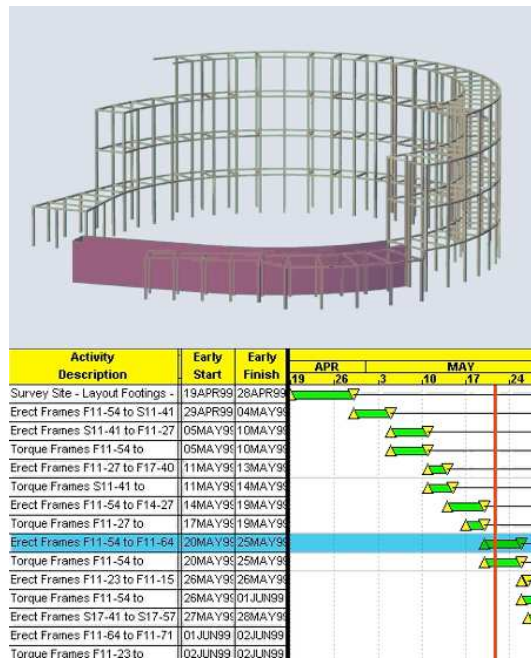 Activity Description Early Start Early Finish
APR MAY
19 26 3 10 17 24
Survey Site - Layout Footings - 19APR99 28APR99
Erect Frames F11-54 to S11-41 29APR99 04MAY99
Erect Frames S11-41 to F11-27 05MAY99 10MAY99
Torque Frames F11-54 to 05MAY99 10MAY99
Erect Frames F11-27 to F17-40 11MAY99 13MAY99
Torque Frames S11-41 to 11MAY99 14MAY99
Erect Frames F11-54 to F14-27 14MAY99 19MAY99
Torque Frames F11-27 to 17MAY99 19MAY99
Erect Frames F11-54 to F11-64 20MAY99 25MAY99
Torque Frames F11-54 to 20MAY99 25MAY99
Erect Frames F11-23 to F11-15 26MAY99 26MAY99
Torque Frames F11-54 to 26MAY99 01JUN99
Erect Frames S17-41 to S17-57 27MAY99 28MAY99
Erect Frames F11-64 to F11-71 01JUN99 02JUN99
Torque Frames F11-23 to 02JUN99 02JUN99